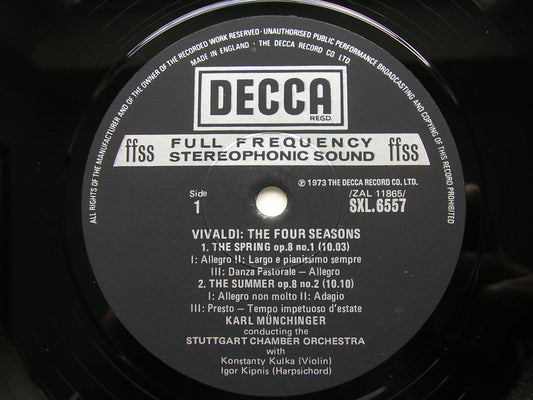 ALL RIGHTS OF THE MANUFACTURER AND OF THE OWNER OF THE RECORDED WORK RESERVED · UNAUTHORISED PUBLIC PERFORMANCE BROADCASTING AND COPYING OF THIS RECORD PROHIBITED
MADE IN ENGLAND · THE DECCA RECORD CO LTD
DECCA
REGD.
ffss FULL FREQUENCY STEREOPHONIC SOUND ffss
℗ 1973 THE DECCA RECORD CO. LTD.
Side /ZAL 11865/
1 SXL.6557
VIVALDI: THE FOUR SEASONS
1. THE SPRING op.8 no.1 (10.03)
I: Allegro II: Largo e pianissimo sempre
III: Danza Pastorale – Allegro
2. THE SUMMER op.8 no.2 (10.10)
I: Allegro non molto II: Adagio
III: Presto – Tempo impetuoso d'estate
KARL MÜNCHINGER
conducting the
STUTTGART CHAMBER ORCHESTRA
with
Konstanty Kulka (Violin)
Igor Kipnis (Harpsichord)